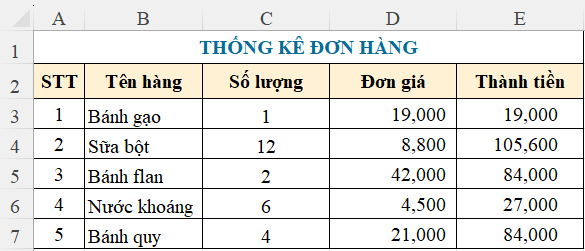 A B C D E
1 THỐNG KÊ ĐƠN HÀNG
2 STT Tên hàng Số lượng Đơn giá Thành tiền
3 1 Bánh gạo 1 19,000 19,000
4 2 Sữa bột 12 8,800 105,600
5 3 Bánh flan 2 42,000 84,000
6 4 Nước khoáng 6 4,500 27,000
7 5 Bánh quy 4 21,000 84,000